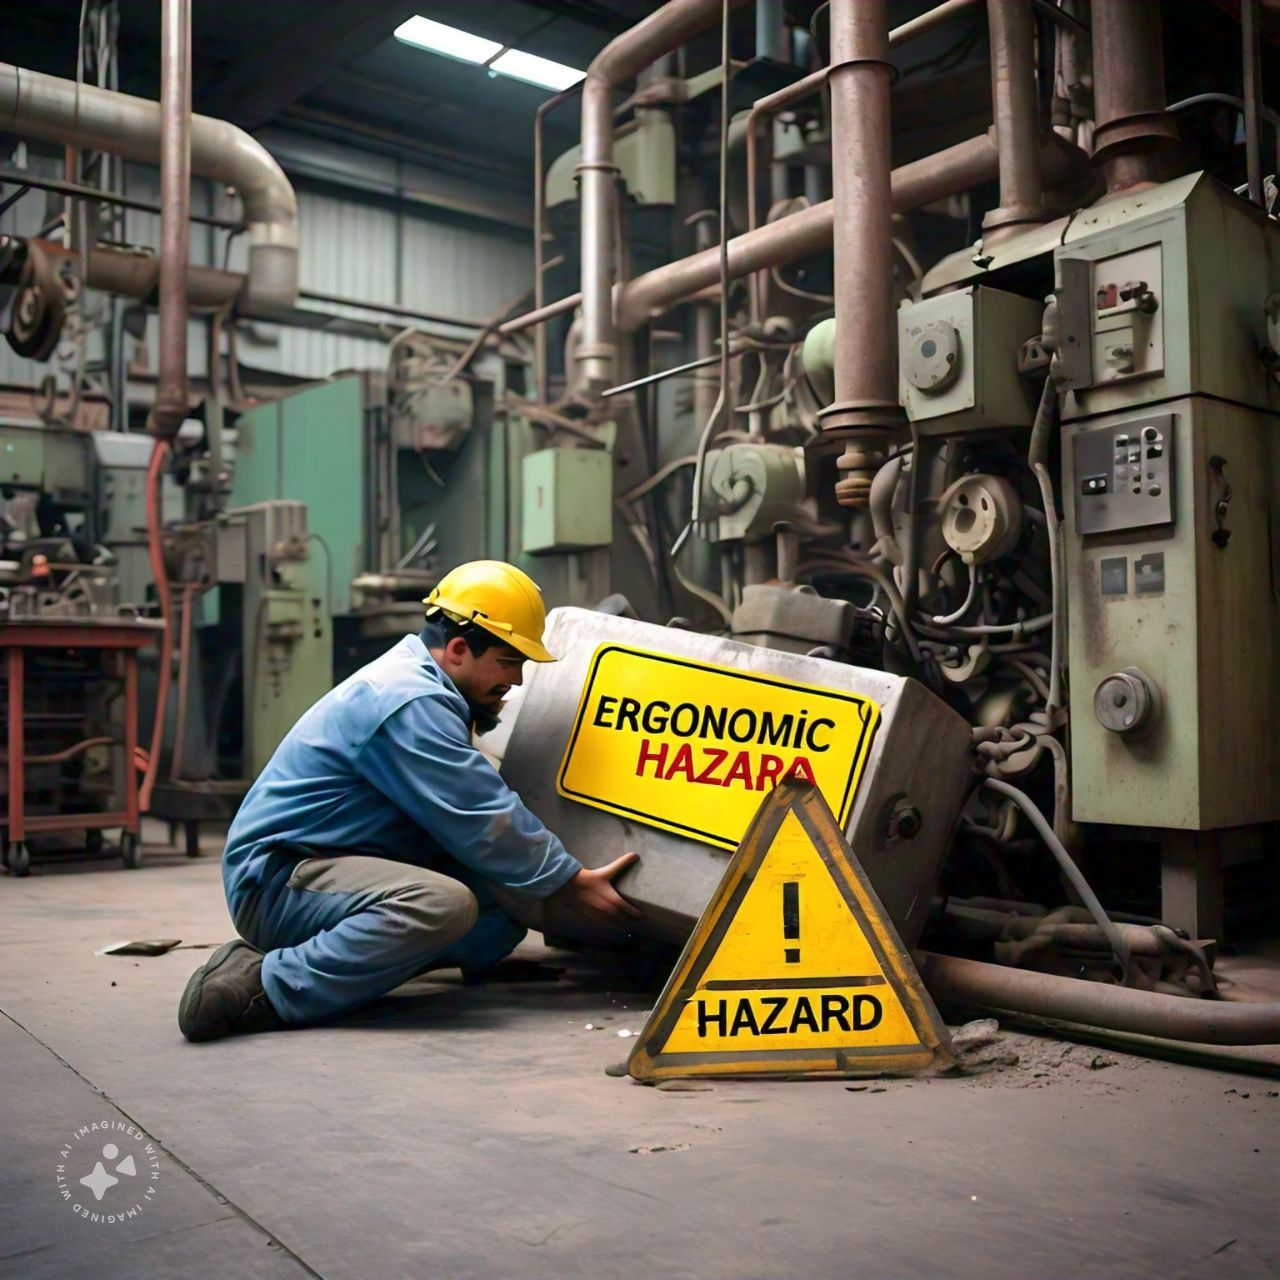 ERGONOMiC
HAZARA
!
HAZARD
IMAGINED WITH AI IMAGINED WITH AI